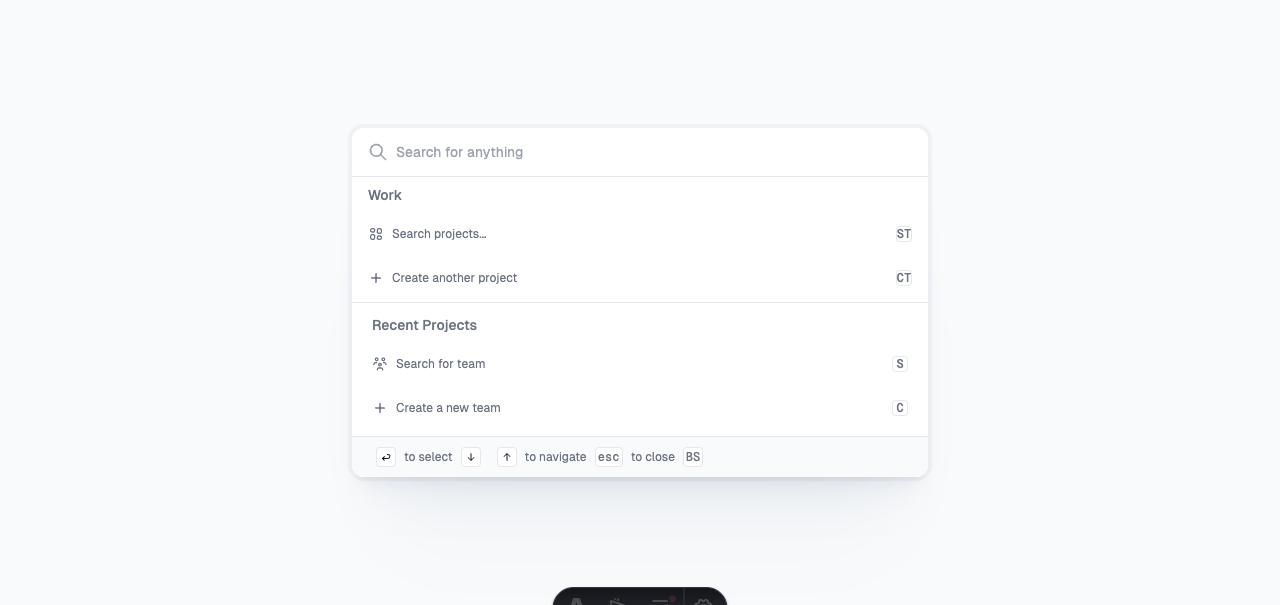 Search for anything
Work
Search projects... ST
Create another project CT
Recent Projects
Search for team S
Create a new team C
↵ to select ↓ ↑ to navigate esc to close BS